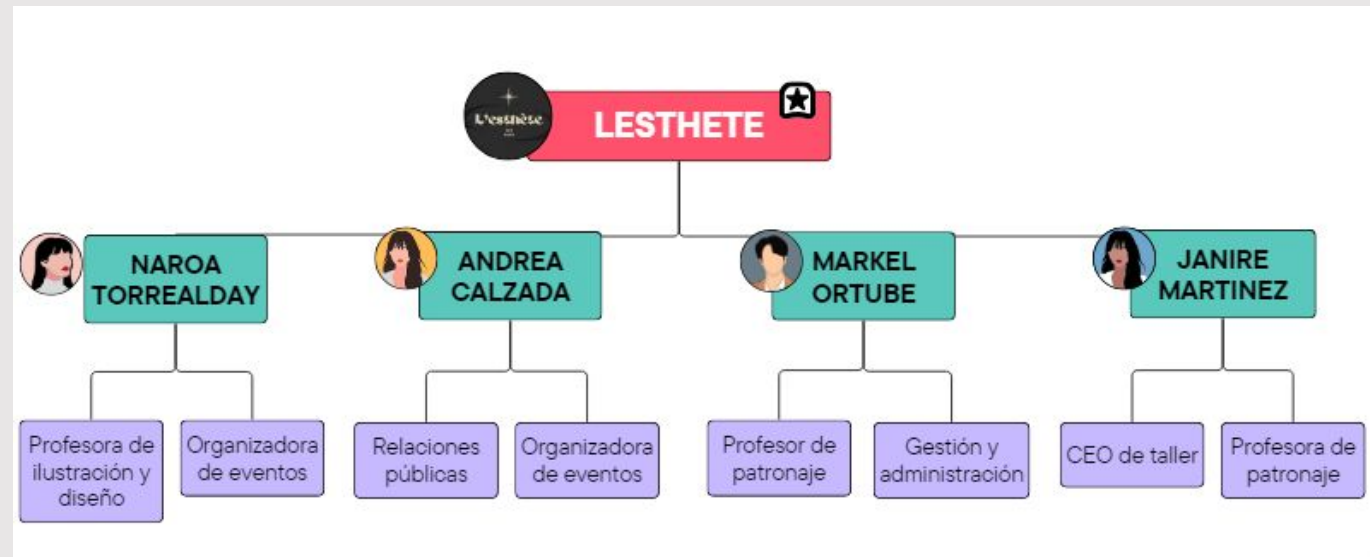 L'esthète
LESTHETE
NAROA
TORREALDAY
ANDREA
CALZADA
MARKEL
ORTUBE
JANIRE
MARTINEZ
Profesora de
ilustración y
diseño
Organizadora
de eventos
Relaciones
públicas
Organizadora
de eventos
Profesor de
patronaje
Gestión y
administración
CEO de taller
Profesora de
patronaje